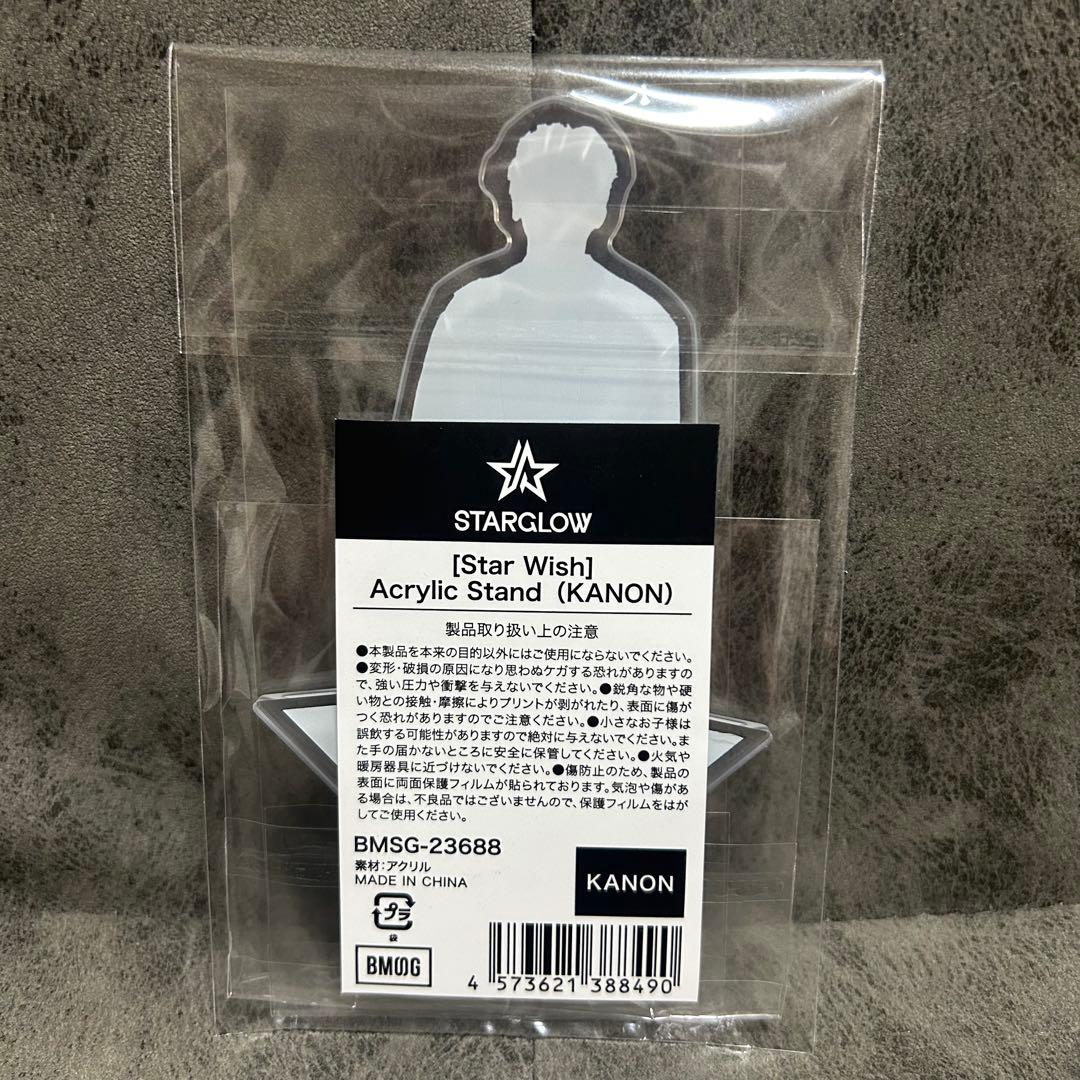 STARGLOW
[Star Wish]
Acrylic Stand（KANON）
製品取り扱い上の注意
●本製品を本来の目的以外にはご使用にならないでください。
●変形・破損の原因になり思わぬケガする恐れがありますの
で、強い圧力や衝撃を与えないでください。●鋭角な物や硬
い物との接触・摩擦によりプリントが剥がれたり、表面に傷が
つく恐れがありますのでご注意ください。●小さなお子様は
誤飲する可能性がありますので絶対に与えないでください。ま
た手の届かないところに安全に保管してください。●火気や
暖房器具に近づけないでください。●傷防止のため、製品の
表面に両面保護フィルムが貼られております。気泡や傷があ
る場合は、不良品ではございませんので、保護フィルムをはが
してご使用ください。
BMSG-23688
素材：アクリル
MADE IN CHINA
KANON
プラ
袋
BMSG
4 573621 388490